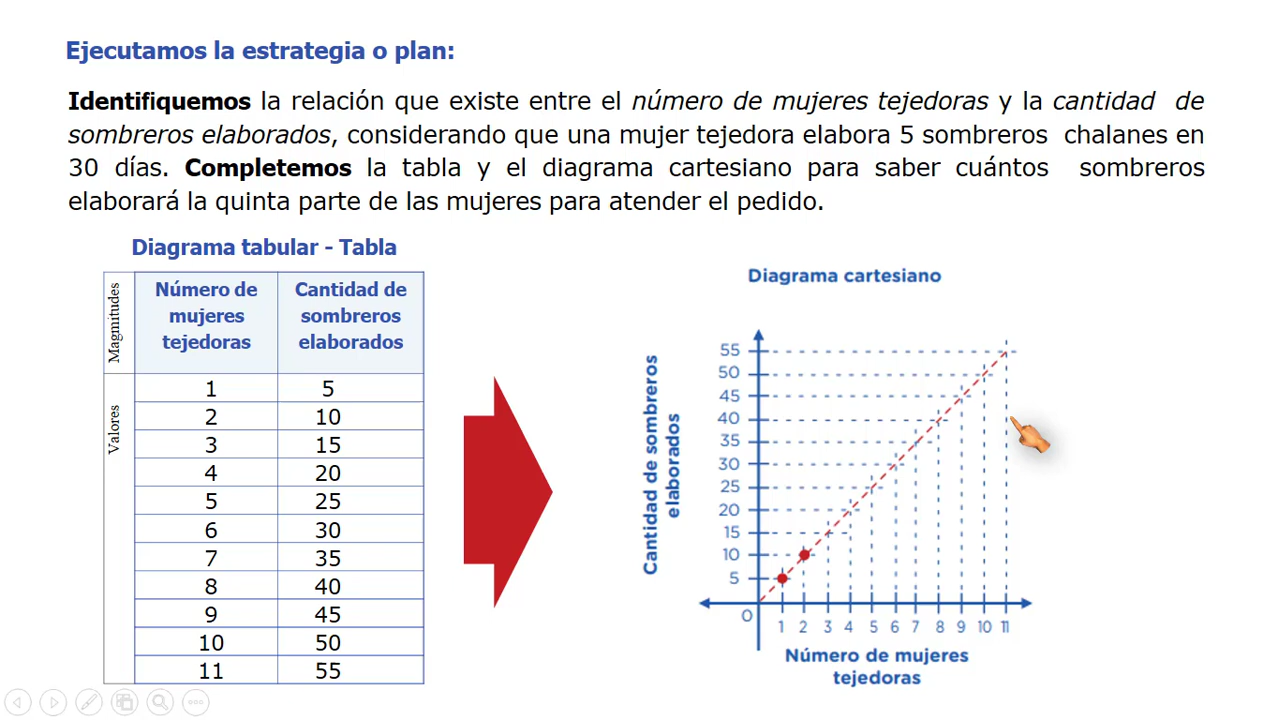 Ejecutamos la estrategia o plan:
Identifiquemos la relación que existe entre el número de mujeres tejedoras y la cantidad de
sombreros elaborados, considerando que una mujer tejedora elabora 5 sombreros chalanes en
30 días. Completemos la tabla y el diagrama cartesiano para saber cuántos sombreros
elaborará la quinta parte de las mujeres para atender el pedido.
Diagrama tabular - Tabla
Magnitudes
Número de
mujeres
tejedoras
Cantidad de
sombreros
elaborados
Valores
1 5
2 10
3 15
4 20
5 25
6 30
7 35
8 40
9 45
10 50
11 55
Diagrama cartesiano
Cantidad de sombreros
elaborados
55
50
45
40
35
30
25
20
15
10
5
0
1 2 3 4 5 6 7 8 9 10 11
Número de mujeres
tejedoras